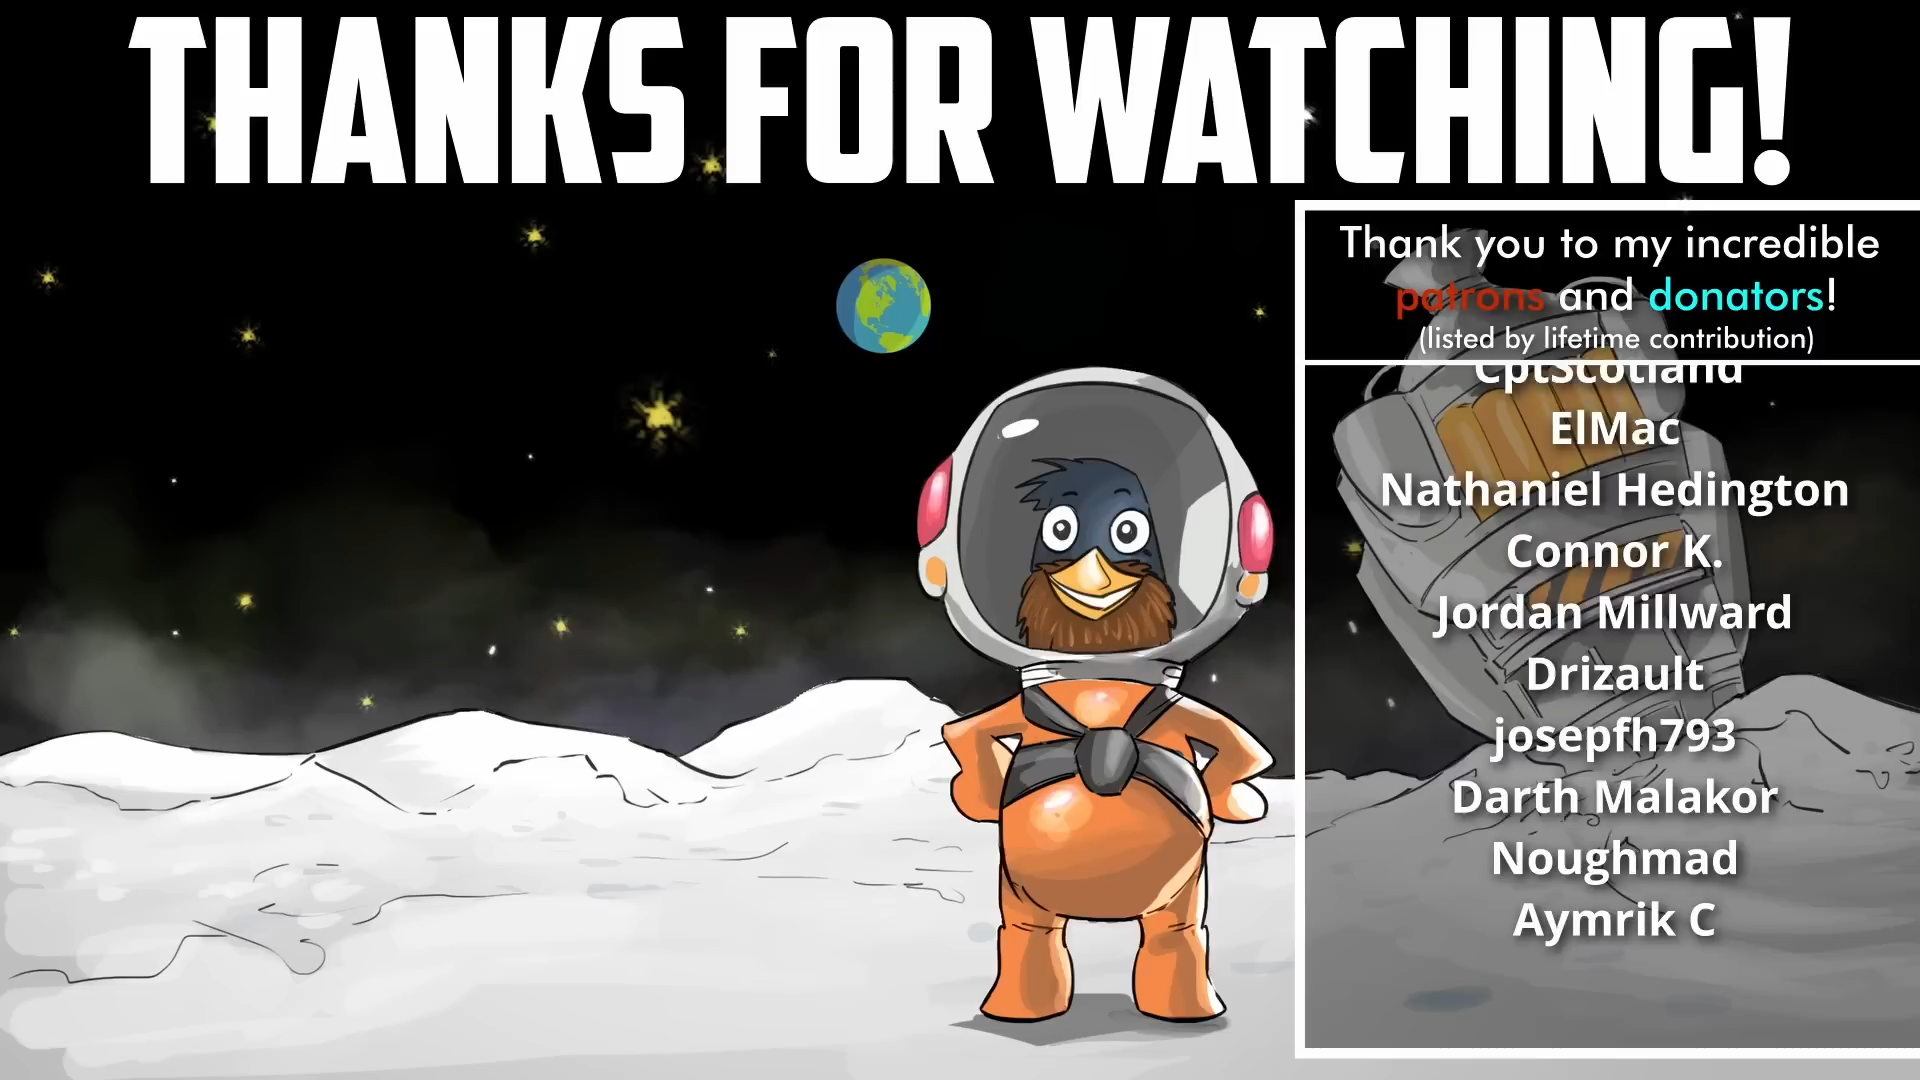 THANKS FOR WATCHING!
Thank you to my incredible
patrons and donators!
(listed by lifetime contribution)
CptScotland
ElMac
Nathaniel Hedington
Connor K.
Jordan Millward
Drizault
josepfh793
Darth Malakor
Noughmad
Aymrik C